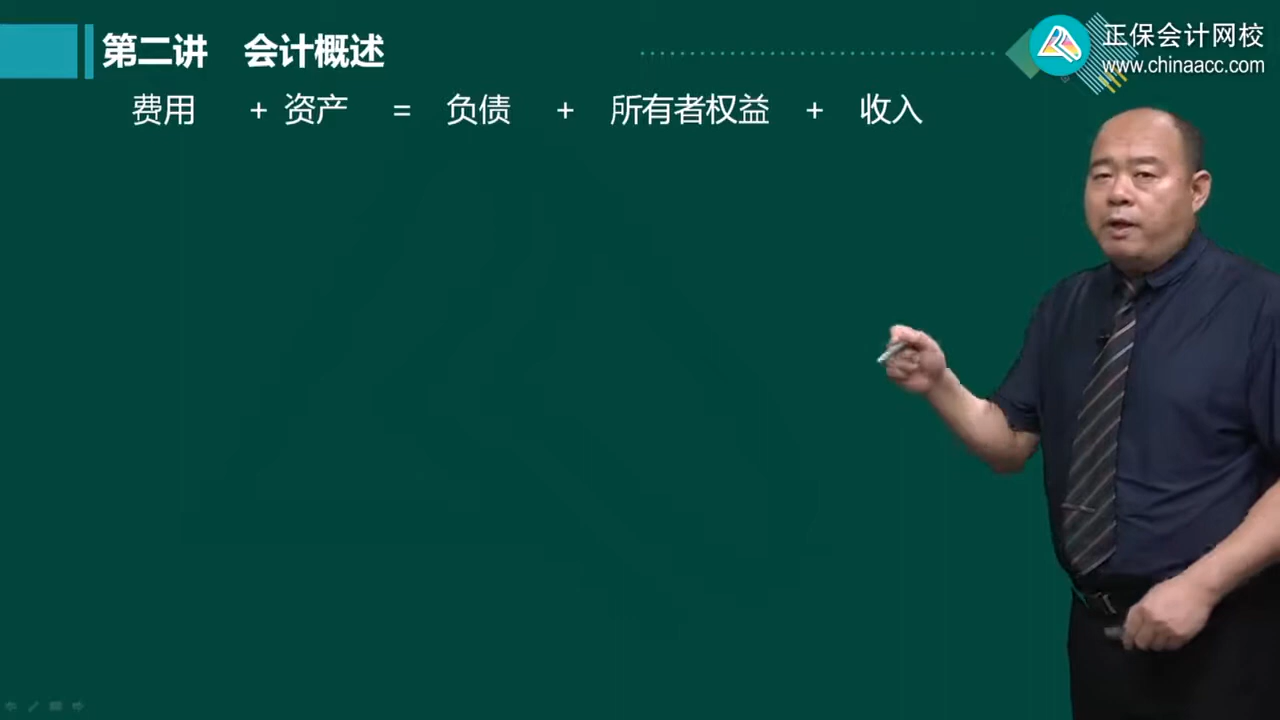 第二讲 会计概述
正保会计网校
www.chinaacc.com
费用 + 资产 = 负债 + 所有者权益 + 收入